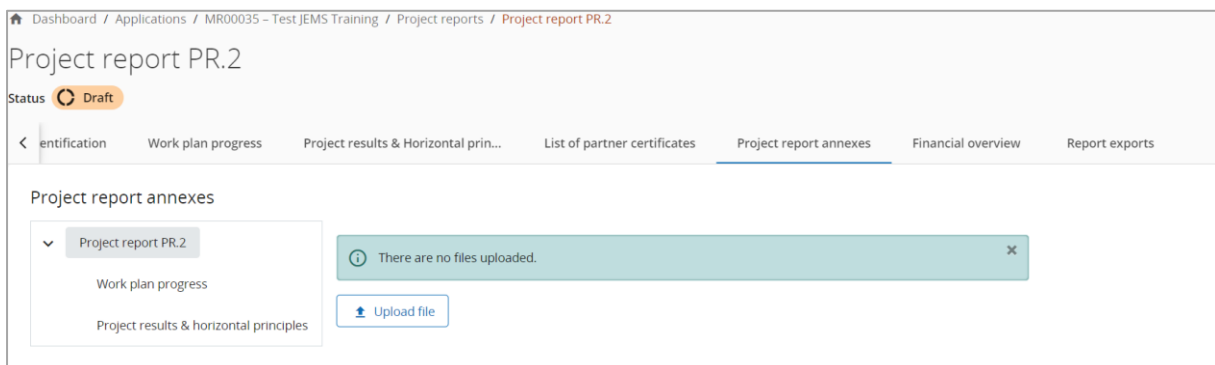 Dashboard / Applications / MR00035 – Test JEMS Training / Project reports / Project report PR.2
Project report PR.2
Status Draft
entification Work plan progress Project results & Horizontal prin... List of partner certificates Project report annexes Financial overview Report exports
Project report annexes
Project report PR.2
There are no files uploaded.
Work plan progress
Upload file
Project results & horizontal principles